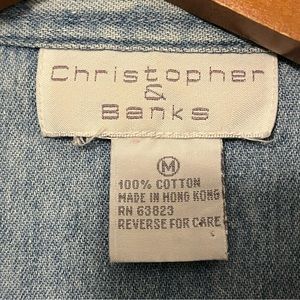 Christopher
&
Banks
M
100% COTTON
MADE IN HONG KONG
RN 63823
REVERSE FOR CARE